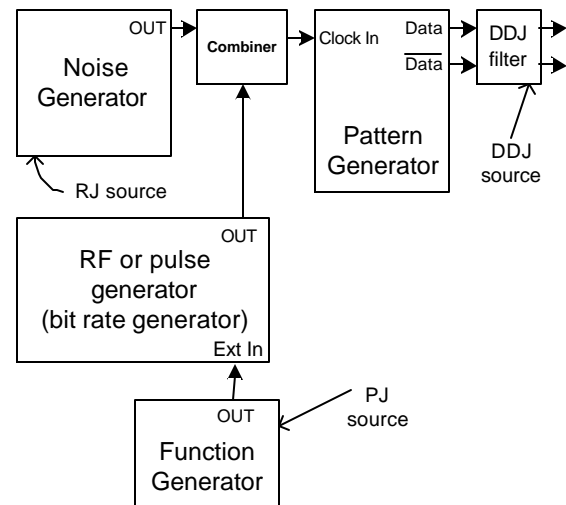 OUT
Noise
Generator
RJ source
Combiner
Clock In
Data
Data
Pattern
Generator
DDJ
filter
DDJ
source
OUT
RF or pulse
generator
(bit rate generator)
Ext In
PJ
source
OUT
Function
Generator